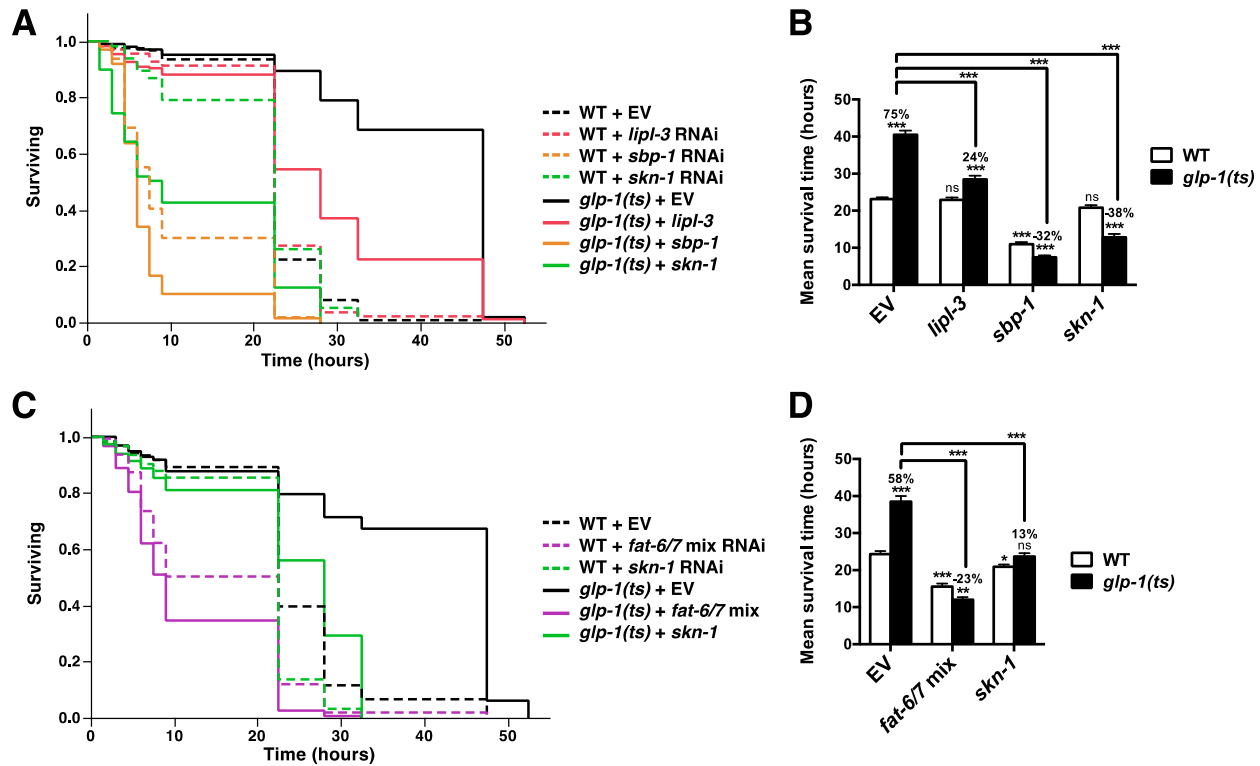 A
Surviving
1.0
0.8
0.6
0.4
0.2
0.0
0 10 20 30 40 50
Time (hours)
WT + EV
WT + lipl-3 RNAi
WT + sbp-1 RNAi
WT + skn-1 RNAi
glp-1(ts) + EV
glp-1(ts) + lipl-3
glp-1(ts) + sbp-1
glp-1(ts) + skn-1
B
Mean survival time (hours)
50
40
30
20
10
0
***
***
***
75%
***
ns
24%
***
***
-32%
***
ns
-38%
***
EV
lipl-3
sbp-1
skn-1
WT
glp-1(ts)
C
Surviving
1.0
0.8
0.6
0.4
0.2
0.0
0 10 20 30 40 50
Time (hours)
WT + EV
WT + fat-6/7 mix RNAi
WT + skn-1 RNAi
glp-1(ts) + EV
glp-1(ts) + fat-6/7 mix
glp-1(ts) + skn-1
D
Mean survival time (hours)
50
40
30
20
10
0
***
***
58%
***
***
-23%
**
*
13%
ns
EV
fat-6/7 mix
skn-1
WT
glp-1(ts)